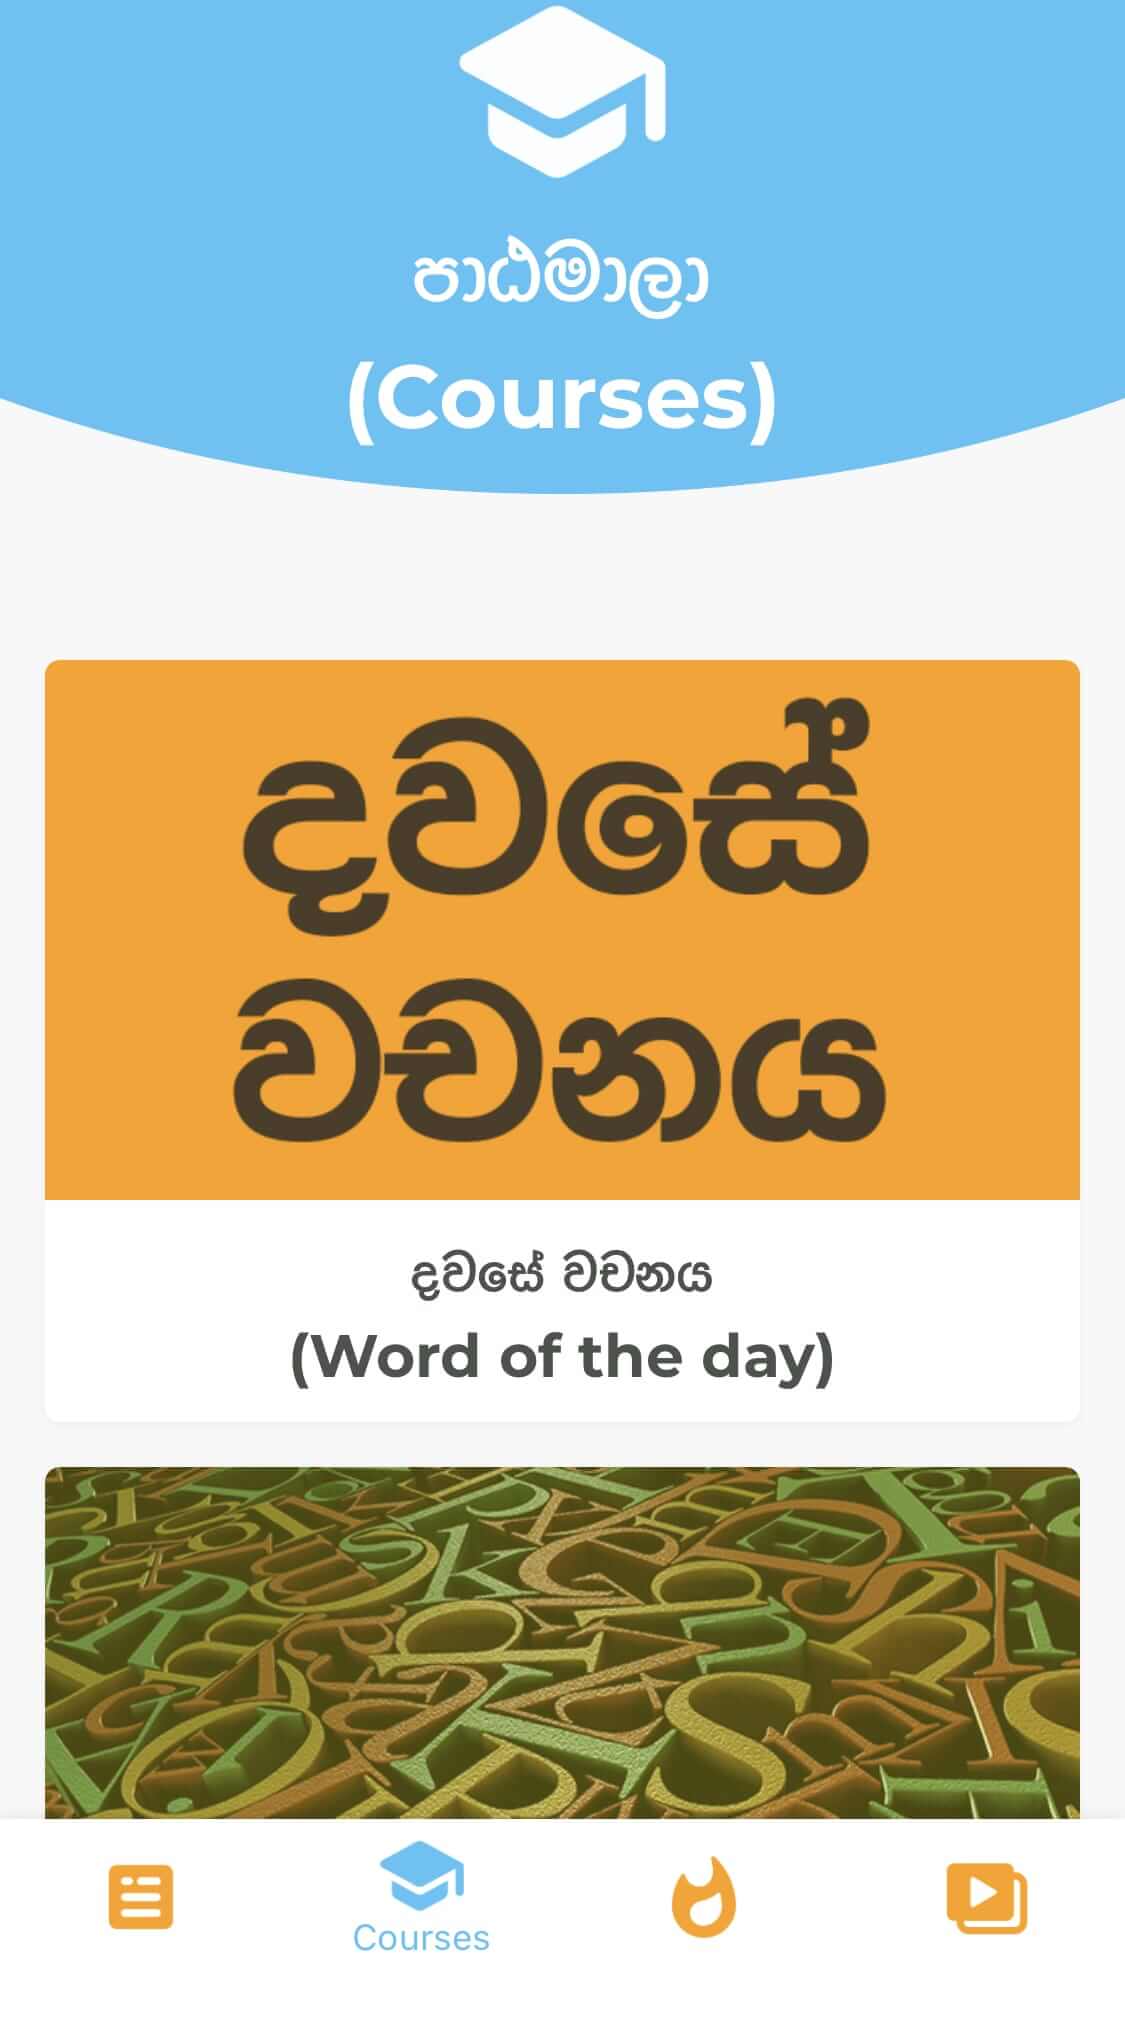 පාඨමාලා
(Courses)
දවසේ
වචනය
දවසේ වචනය
(Word of the day)
Courses